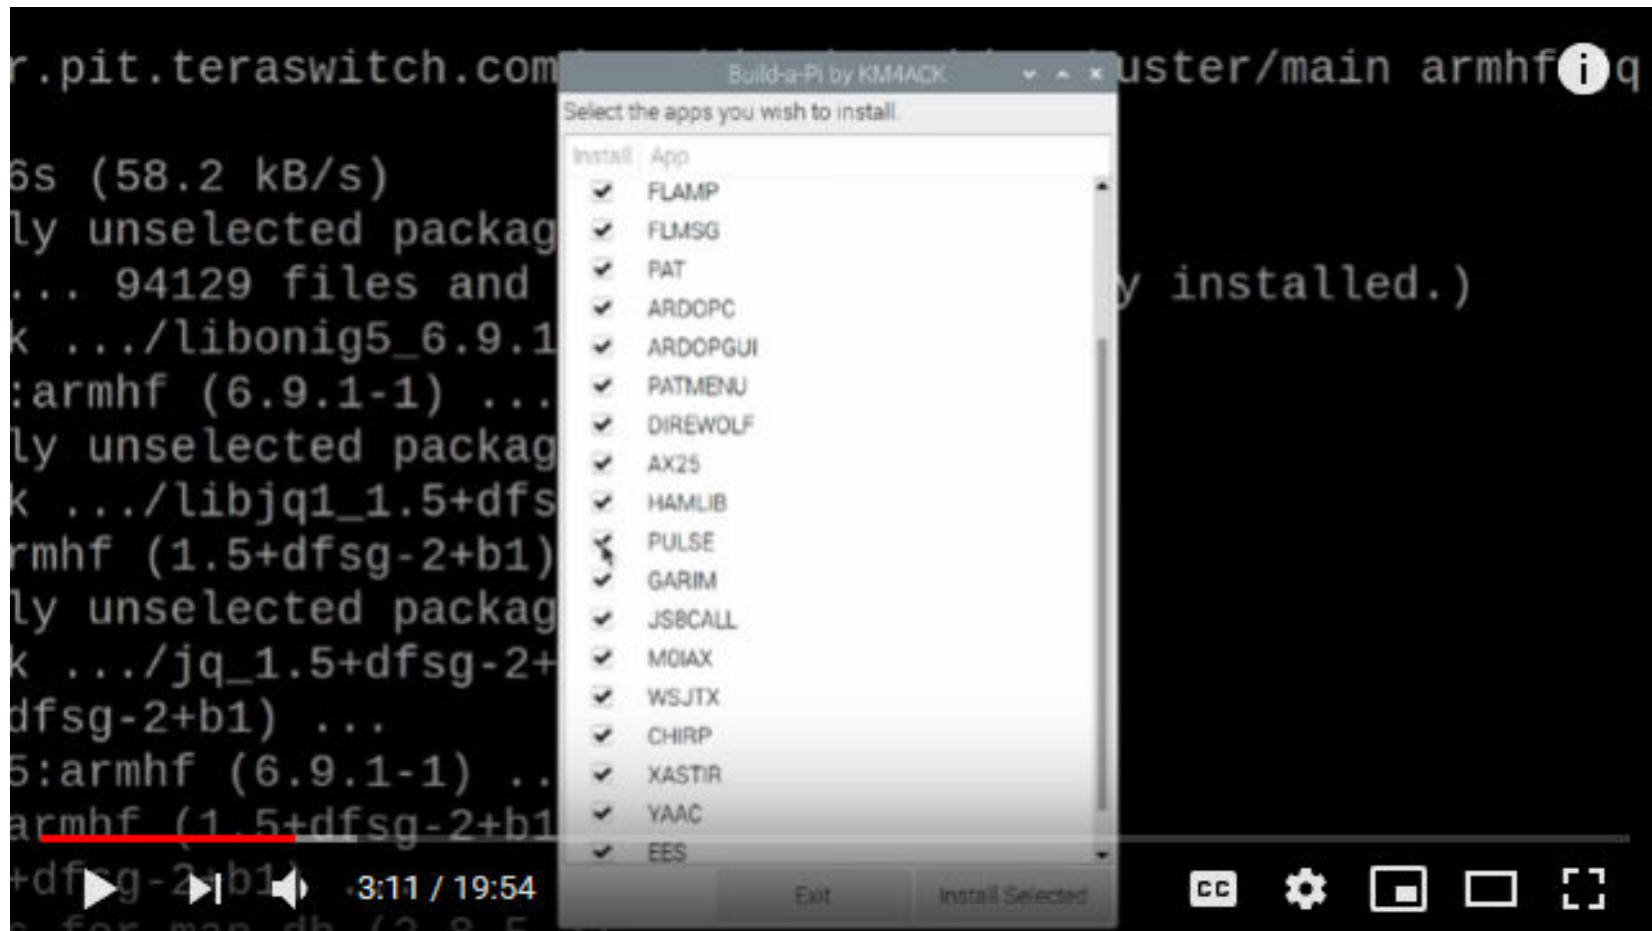 r.pit.teraswitch.com
uster/main armhf
q
6s (58.2 kB/s)
ly unselected packag
... 94129 files and
y installed.)
k .../libonig5_6.9.1
:armhf (6.9.1-1) ...
ly unselected packag
k .../libjq1_1.5+dfs
rmhf (1.5+dfsg-2+b1)
ly unselected packag
k .../jq_1.5+dfsg-2+
dfsg-2+b1) ...
5:armhf (6.9.1-1) ..
armhf (1.5+dfsg-2+b1
+dfsg-2+b1)
Build-a-Pi by KM4ACK
Select the apps you wish to install.
Install App
FLAMP
FLMSG
PAT
ARDOPC
ARDOPGUI
PATMENU
DIREWOLF
AX25
HAMLIB
PULSE
GARIM
JS8CALL
M0IAX
WSJTX
CHIRP
XASTIR
YAAC
EES
Exit Install Selected
3:11 / 19:54
CC